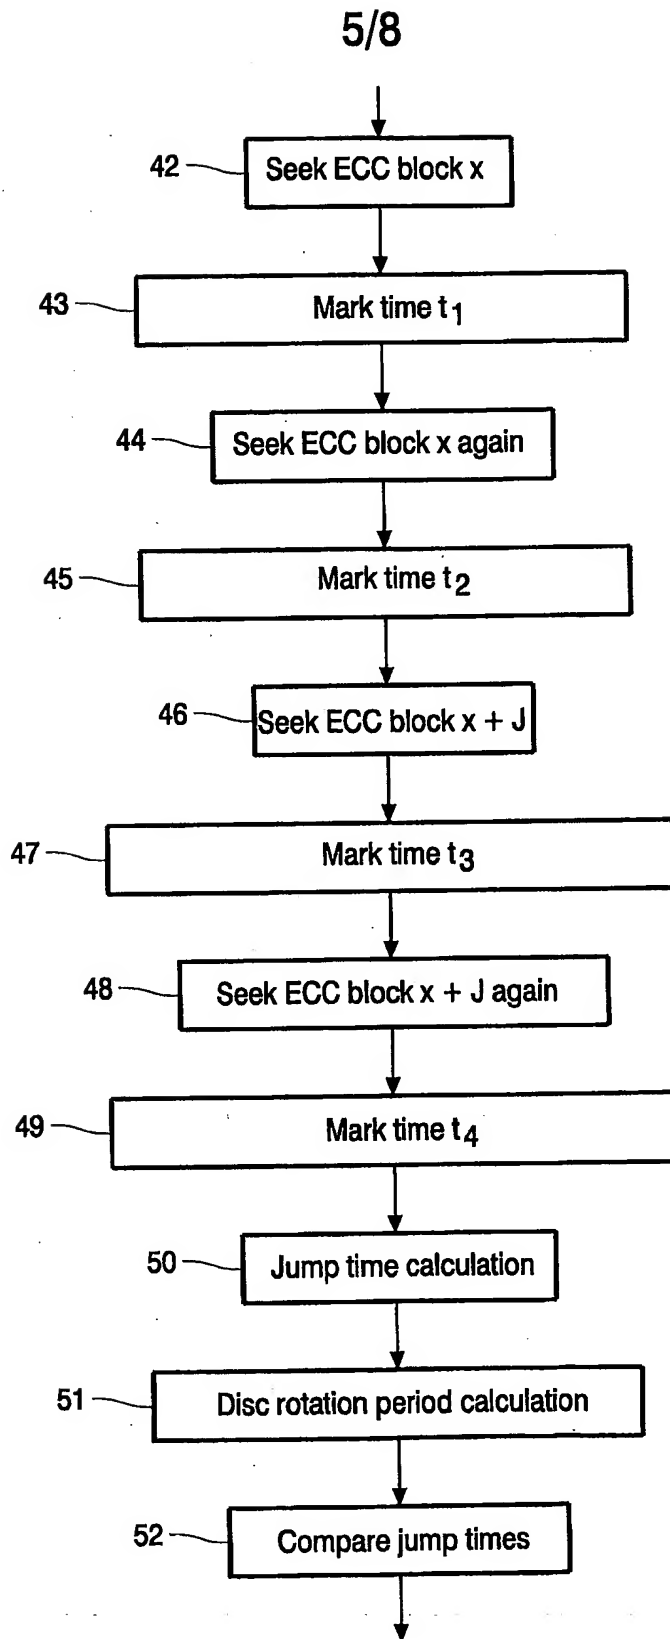 5/8
42 Seek ECC block x
43 Mark time t1
44 Seek ECC block x again
45 Mark time t2
46 Seek ECC block x + J
47 Mark time t3
48 Seek ECC block x + J again
49 Mark time t4
50 Jump time calculation
51 Disc rotation period calculation
52 Compare jump times